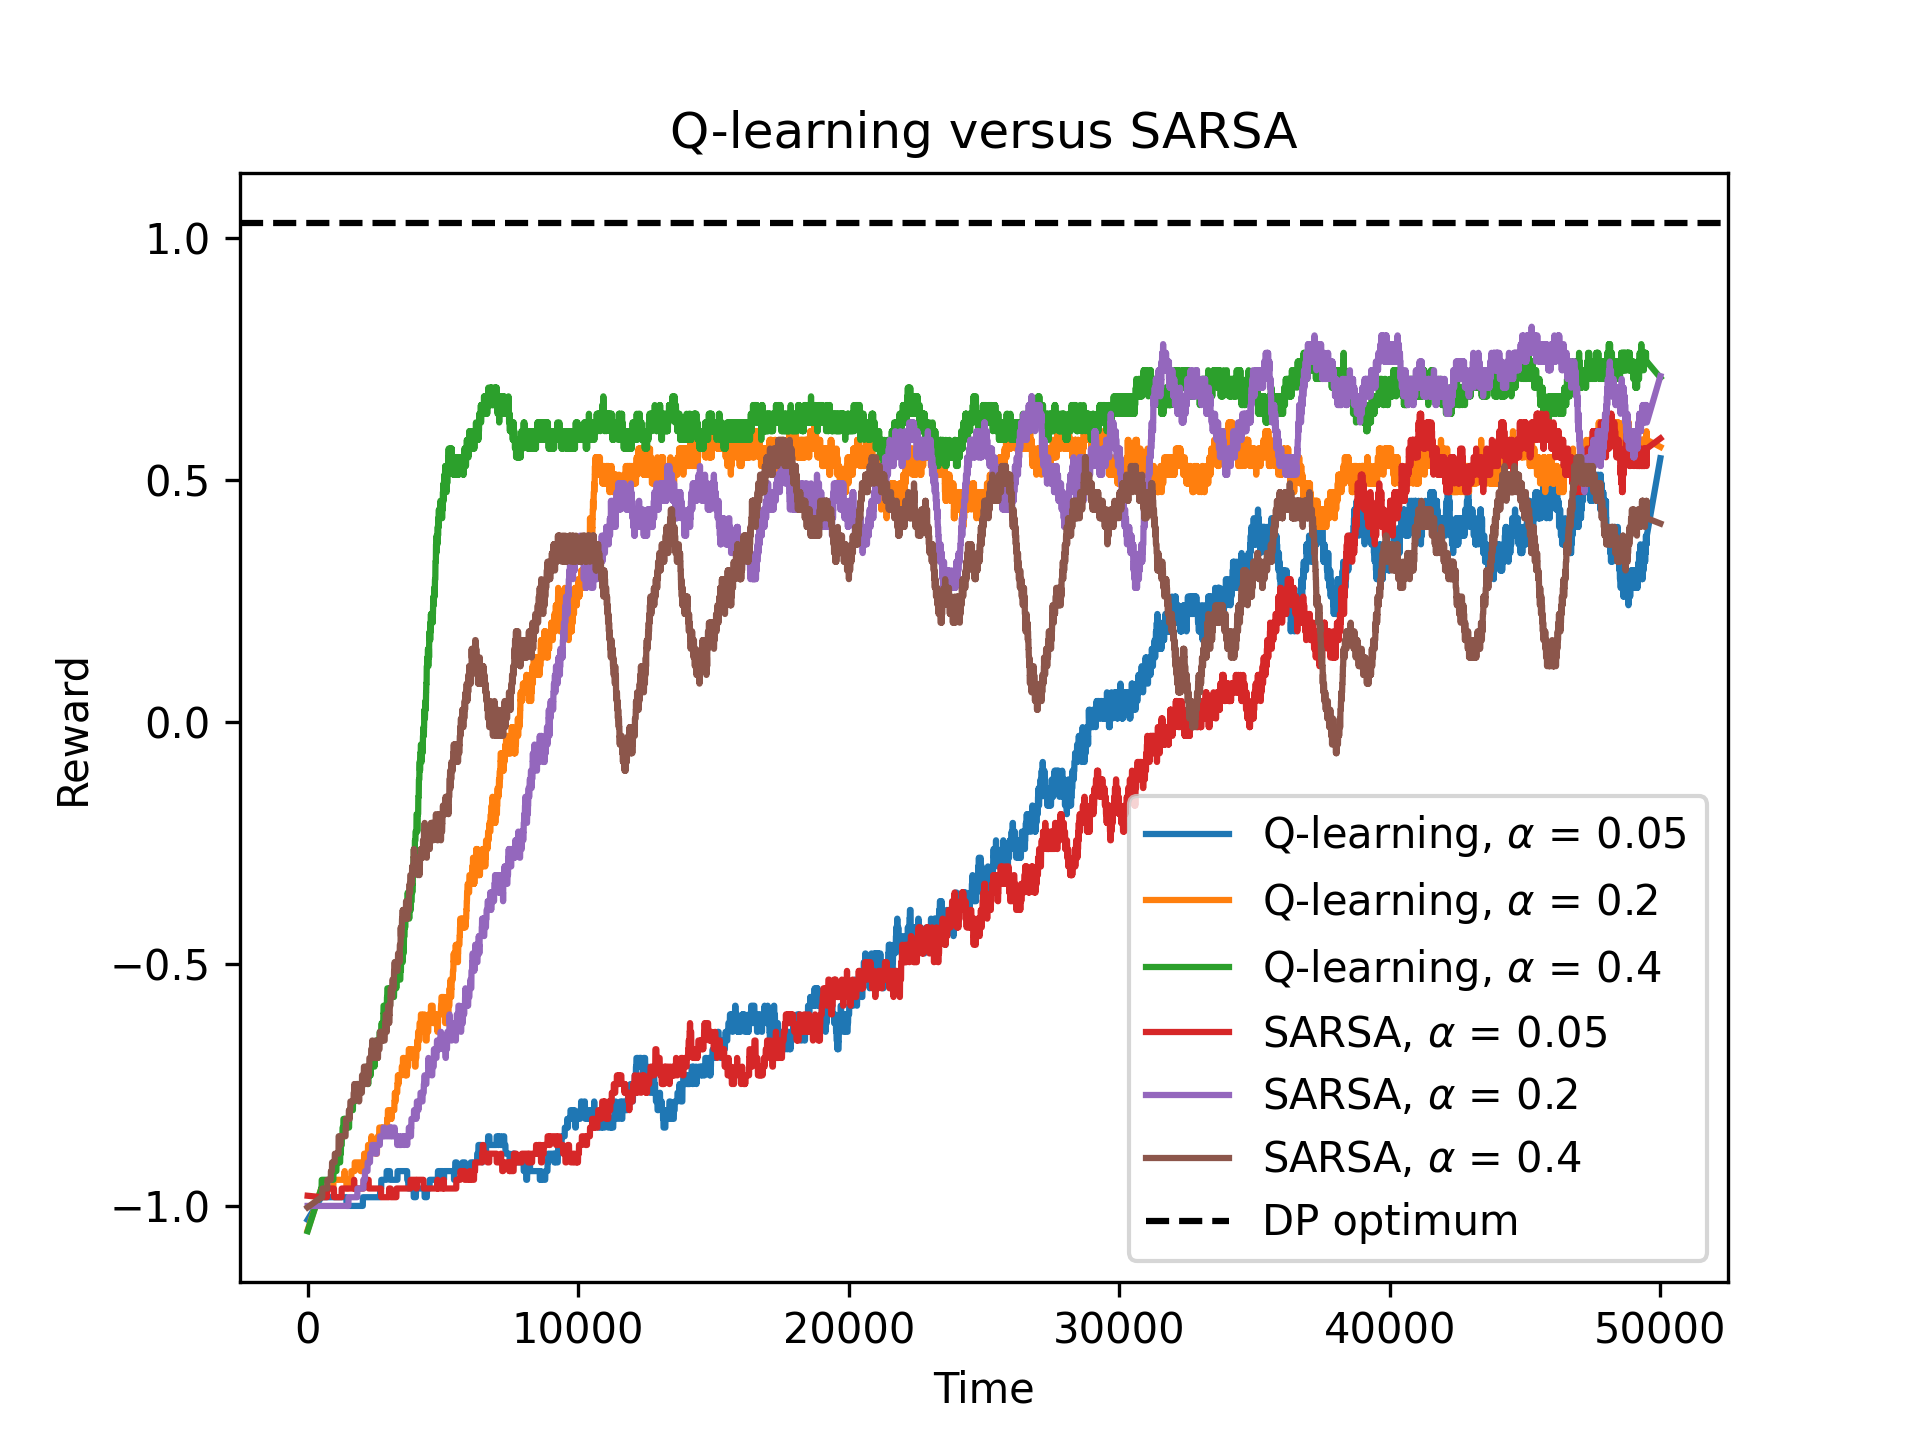 Q-learning versus SARSA
1.0
0.5
0.0
−0.5
−1.0
Reward
0
10000
20000
30000
40000
50000
Time
Q-learning, α = 0.05
Q-learning, α = 0.2
Q-learning, α = 0.4
SARSA, α = 0.05
SARSA, α = 0.2
SARSA, α = 0.4
DP optimum